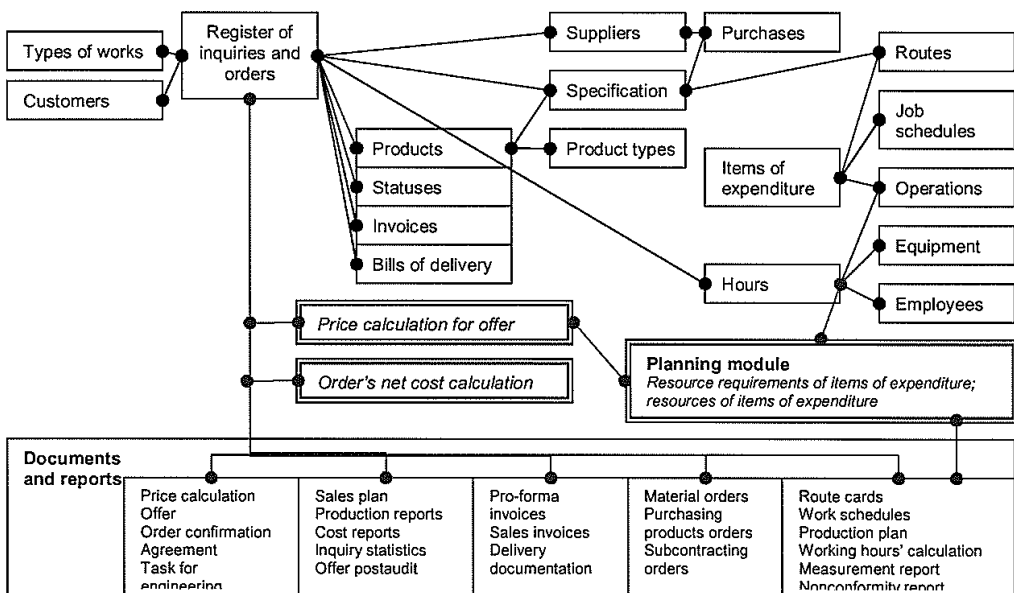 Types of works
Customers
Register of
inquiries and
orders
Suppliers
Purchases
Specification
Products
Product types
Statuses
Invoices
Bills of delivery
Routes
Job
schedules
Items of
expenditure
Operations
Equipment
Hours
Employees
Price calculation for offer
Order's net cost calculation
Planning module
Resource requirements of items of expenditure;
resources of items of expenditure
Documents
and reports
Price calculation
Offer
Order confirmation
Agreement
Task for
engineering
Sales plan
Production reports
Cost reports
Inquiry statistics
Offer postaudit
Pro-forma
invoices
Sales invoices
Delivery
documentation
Material orders
Purchasing
products orders
Subcontracting
orders
Route cards
Work schedules
Production plan
Working hours' calculation
Measurement report
Nonconformity report